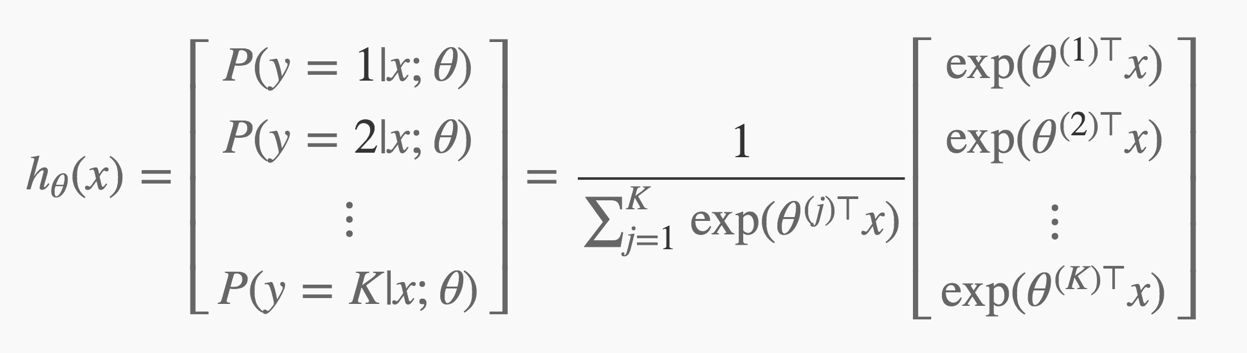 h_θ(x) = [ P(y = 1|x; θ) P(y = 2|x; θ) ⋮ P(y = K|x; θ) ] = 1 / ∑_{j=1}^{K} exp(θ^{(j)⊤} x) [ exp(θ^{(1)⊤} x) exp(θ^{(2)⊤} x) ⋮ exp(θ^{(K)⊤} x) ]